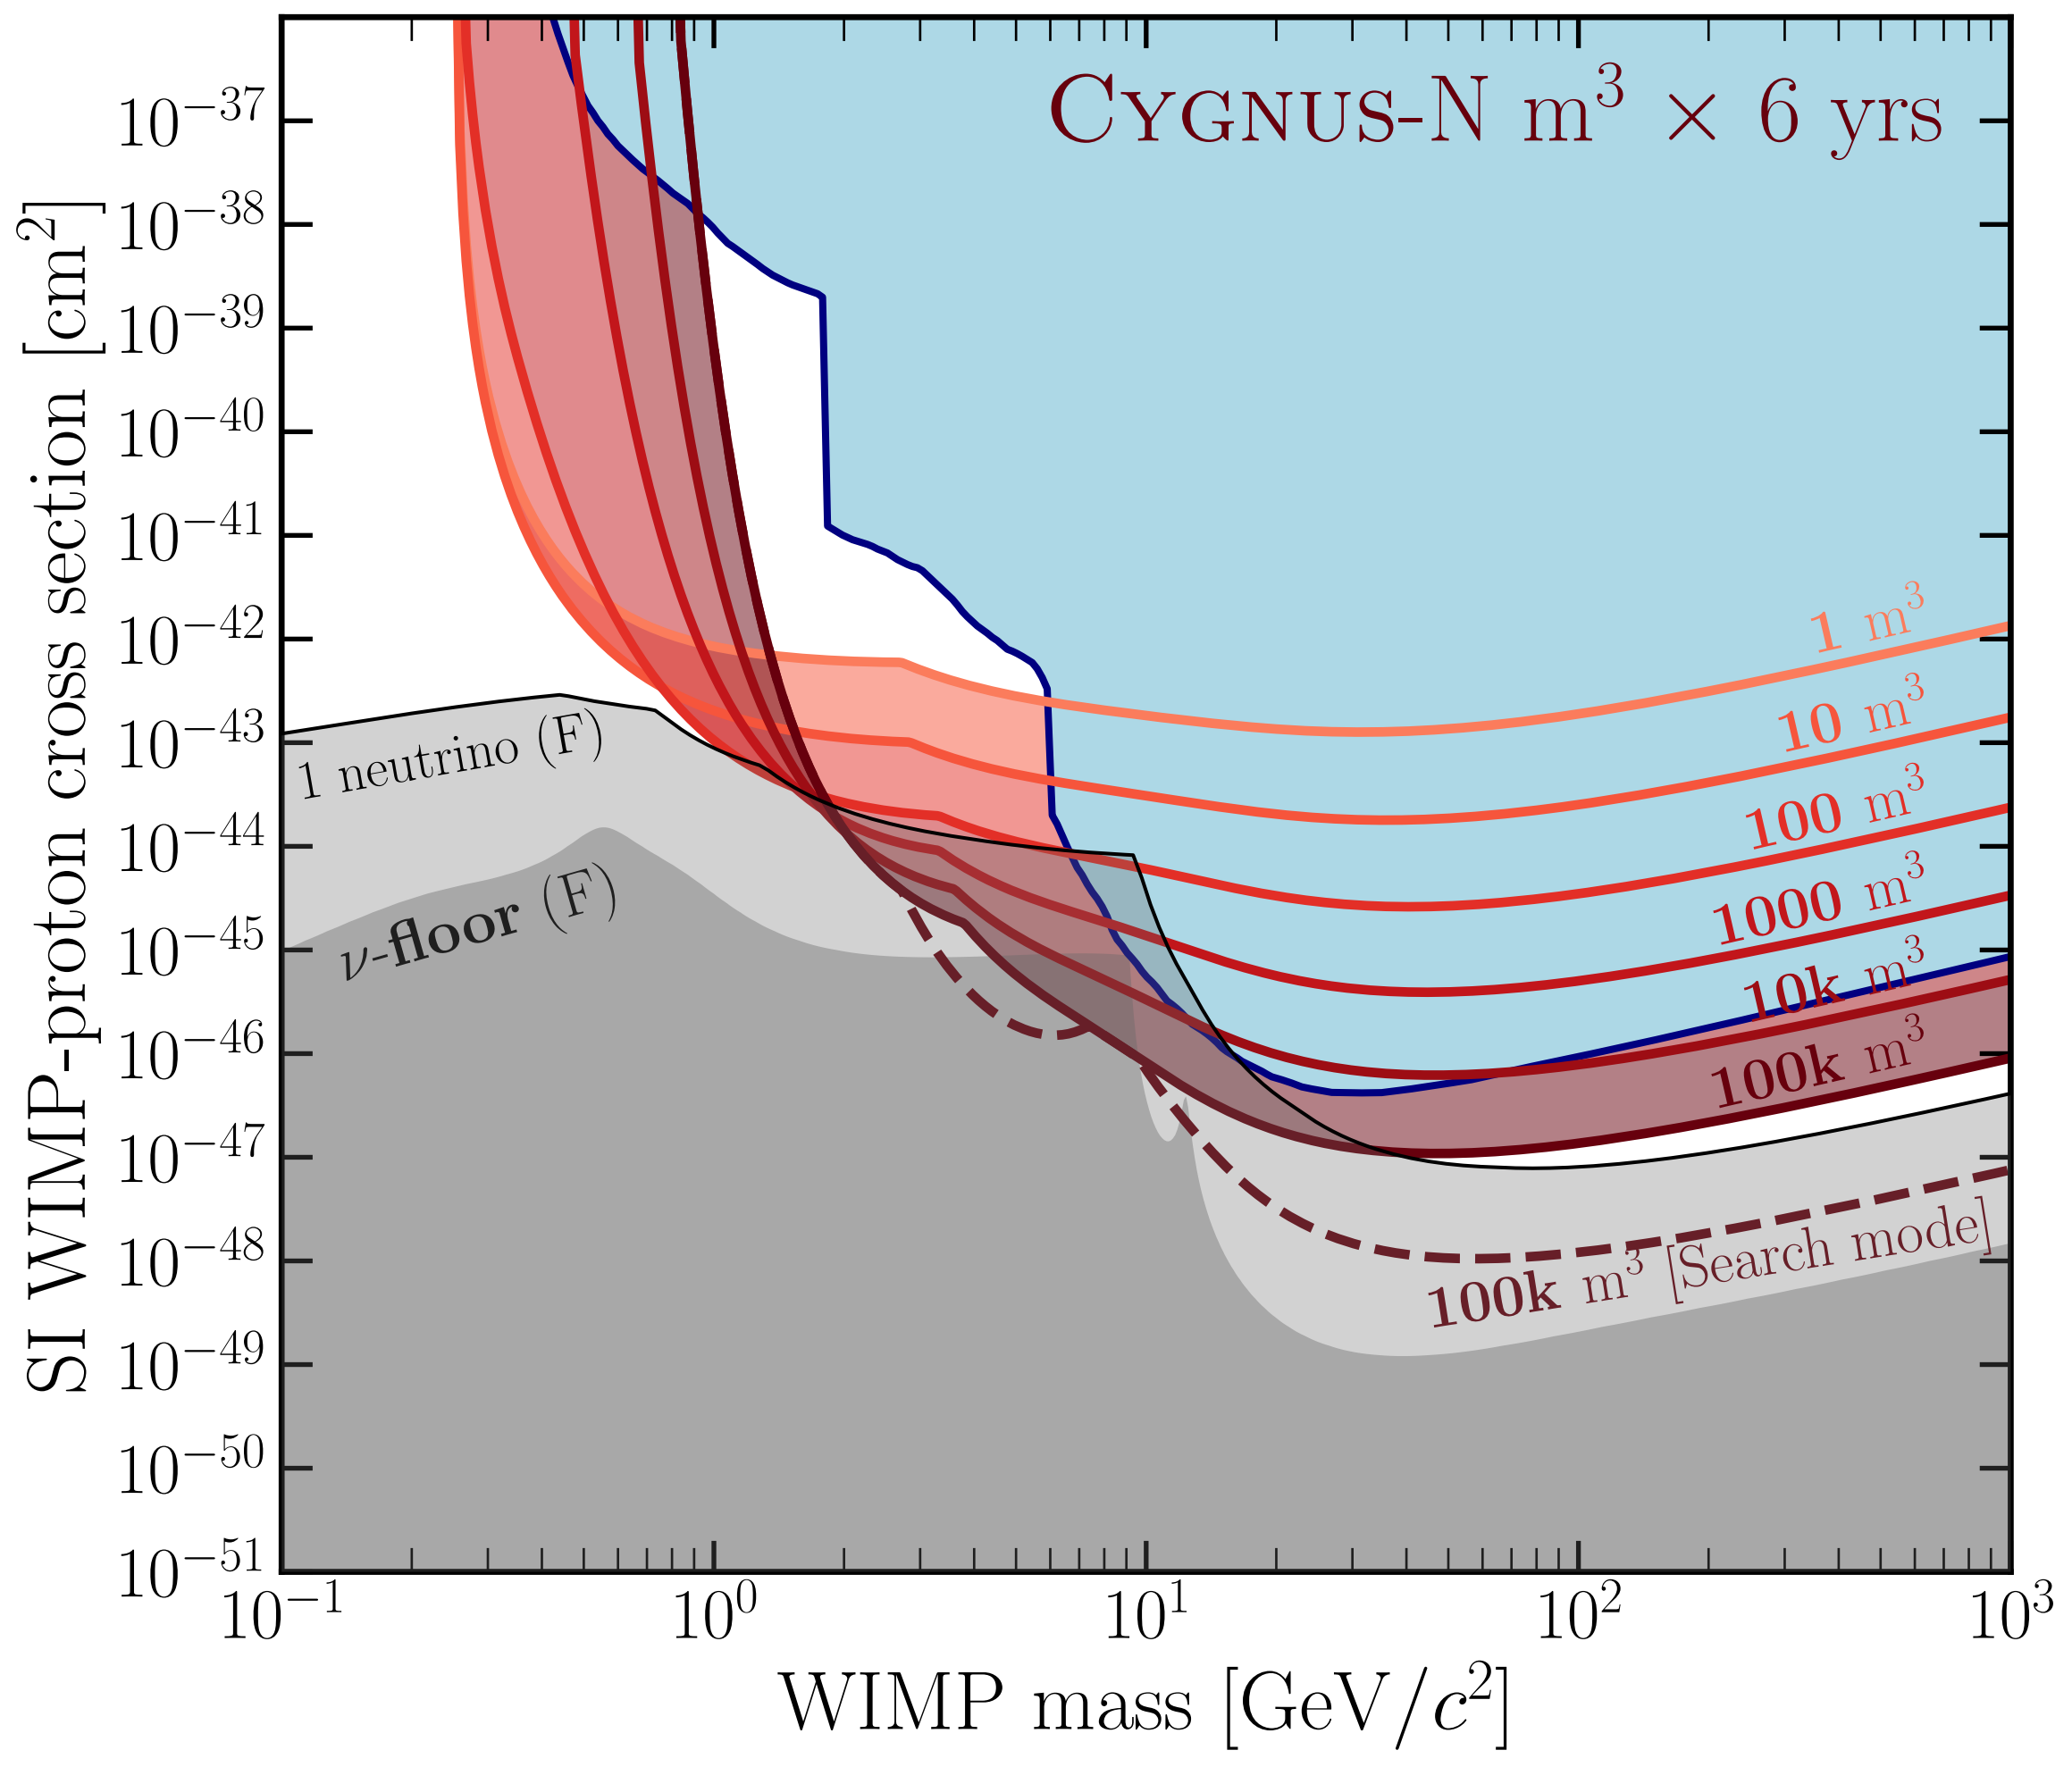 SI WIMP-proton cross section [cm²]
10⁻³⁷
10⁻³⁸
10⁻³⁹
10⁻⁴⁰
10⁻⁴¹
10⁻⁴²
10⁻⁴³
10⁻⁴⁴
10⁻⁴⁵
10⁻⁴⁶
10⁻⁴⁷
10⁻⁴⁸
10⁻⁴⁹
10⁻⁵⁰
10⁻⁵¹
CYGNUS-N m³ × 6 yrs
1 m³
10 m³
100 m³
1000 m³
10k m³
100k m³
100k m³ [Search mode]
1 neutrino (F)
ν-floor (F)
10⁻¹
10⁰
10¹
10²
10³
WIMP mass [GeV/c²]